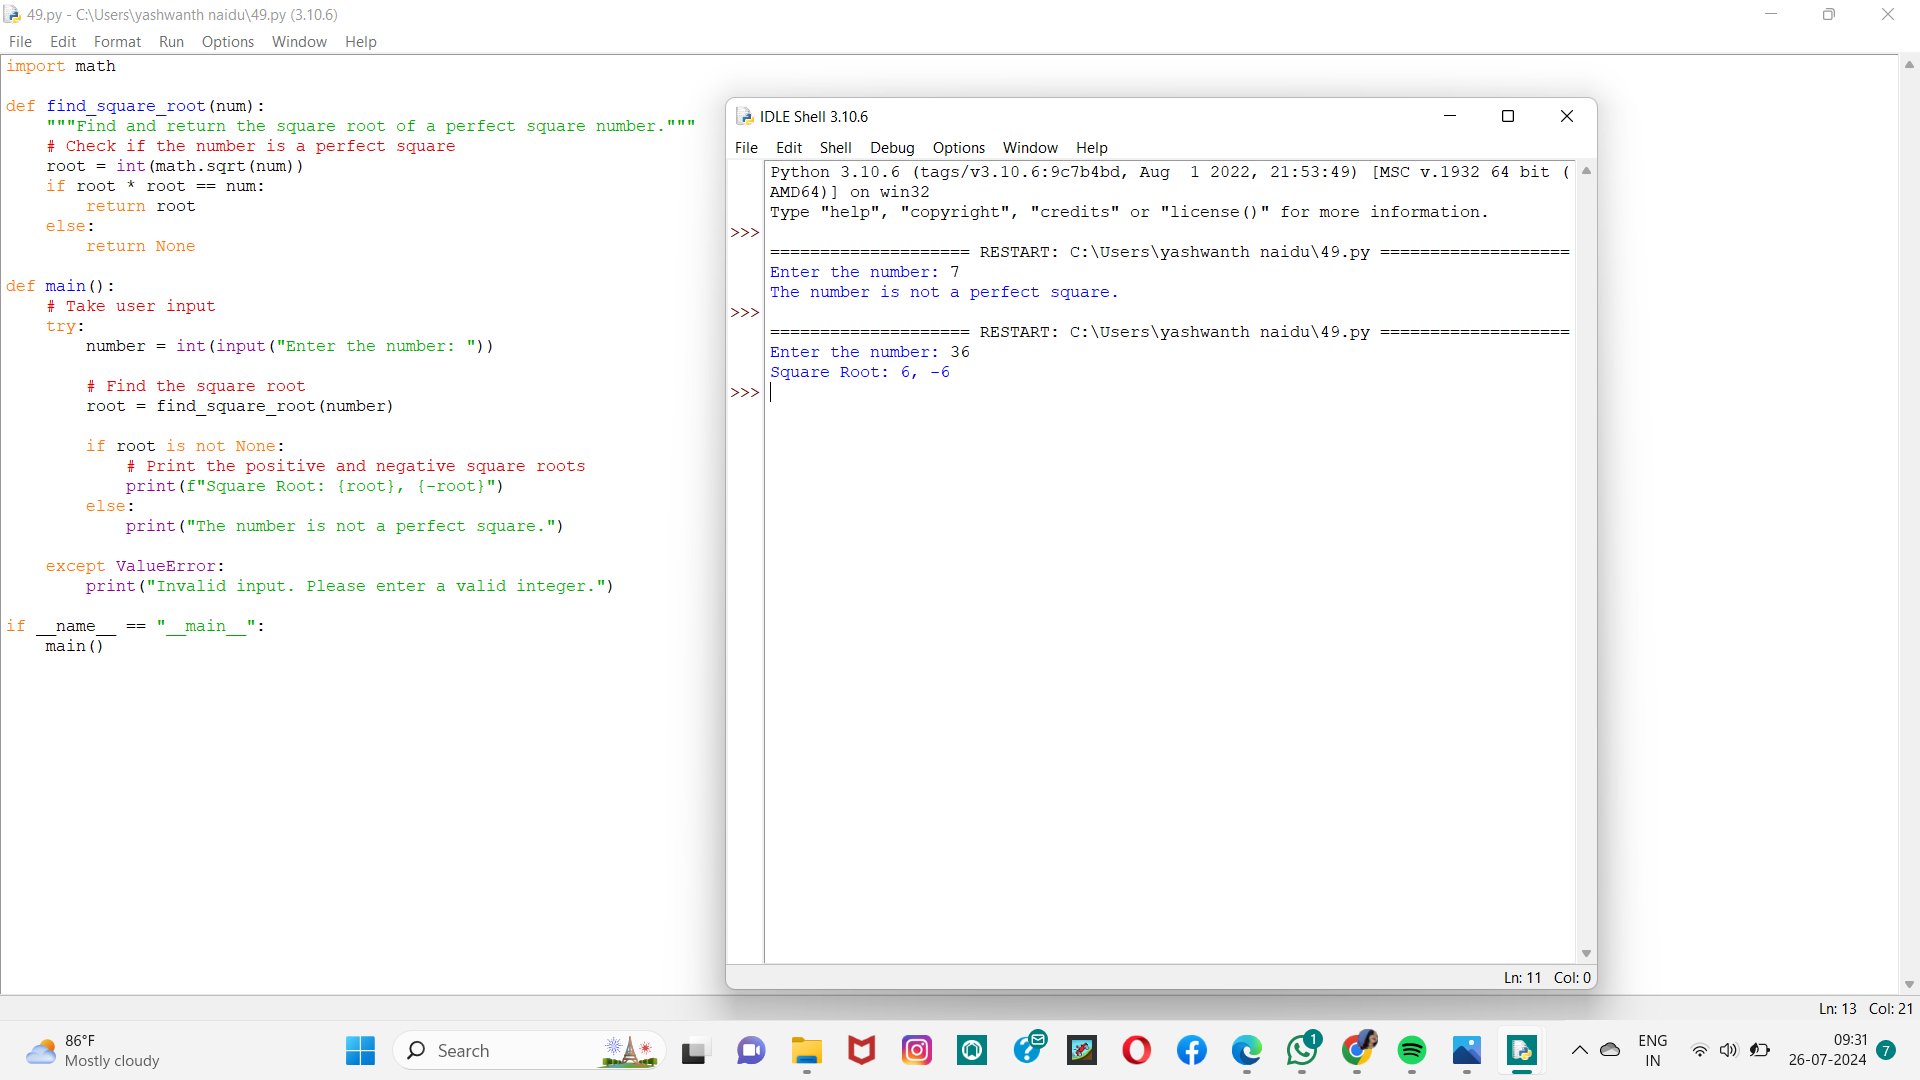 49.py - C:\Users\yashwanth naidu\49.py (3.10.6)
File Edit Format Run Options Window Help
import math

def find_square_root(num):
    """Find and return the square root of a perfect square number."""
    # Check if the number is a perfect square
    root = int(math.sqrt(num))
    if root * root == num:
        return root
    else:
        return None

def main():
    # Take user input
    try:
        number = int(input("Enter the number: "))

        # Find the square root
        root = find_square_root(number)

        if root is not None:
            # Print the positive and negative square roots
            print(f"Square Root: {root}, {-root}")
        else:
            print("The number is not a perfect square.")

    except ValueError:
        print("Invalid input. Please enter a valid integer.")

if __name__ == "__main__":
    main()
IDLE Shell 3.10.6
File Edit Shell Debug Options Window Help
Python 3.10.6 (tags/v3.10.6:9c7b4bd, Aug  1 2022, 21:53:49) [MSC v.1932 64 bit (
AMD64)] on win32
Type "help", "copyright", "credits" or "license()" for more information.
>>>
==================== RESTART: C:\Users\yashwanth naidu\49.py ===================
Enter the number: 7
The number is not a perfect square.
>>>
==================== RESTART: C:\Users\yashwanth naidu\49.py ===================
Enter the number: 36
Square Root: 6, -6
>>>
Ln: 11 Col: 0
Ln: 13 Col: 21
86°F
Mostly cloudy
Search
1
ENG
IN
09:31
26-07-2024
7